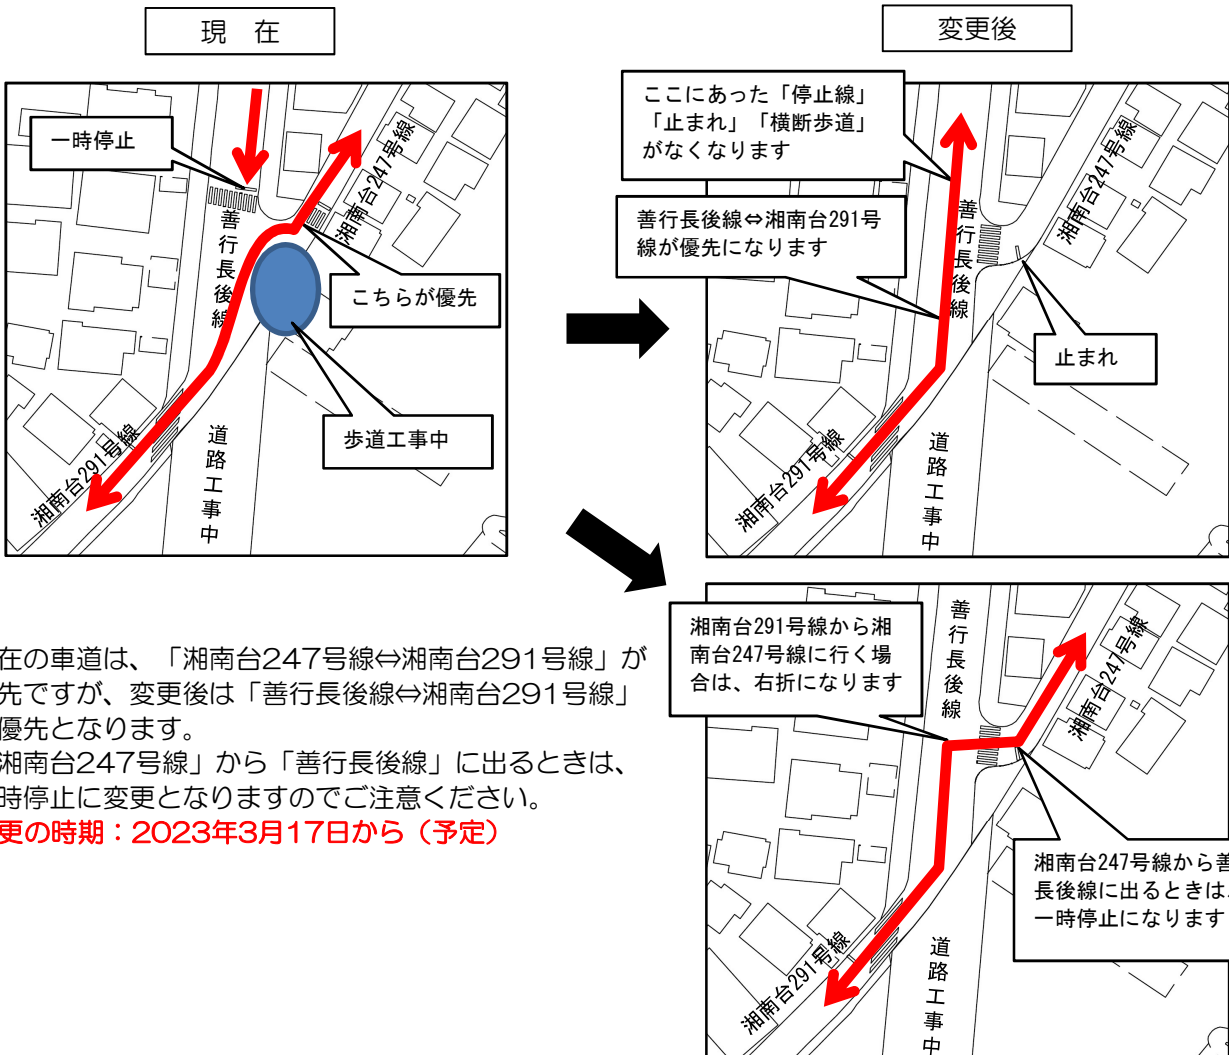 現　在
変更後
一時停止
善行長後線
湘南台247号線
こちらが優先
歩道工事中
湘南台291号線
道路工事中
ここにあった「停止線」
「止まれ」「横断歩道」
がなくなります
善行長後線⇔湘南台291号
線が優先になります
善行長後線
湘南台247号線
止まれ
湘南台291号線
道路工事中
在の車道は、「湘南台247号線⇔湘南台291号線」が
先ですが、変更後は「善行長後線⇔湘南台291号線」
優先となります。
湘南台247号線」から「善行長後線」に出るときは、
時停止に変更となりますのでご注意ください。
更の時期：2023年3月17日から（予定）
湘南台291号線から湘
南台247号線に行く場
合は、右折になります
善行長後線
湘南台247号線
湘南台247号線から善
長後線に出るときは、
一時停止になります
湘南台291号線
道路工事中